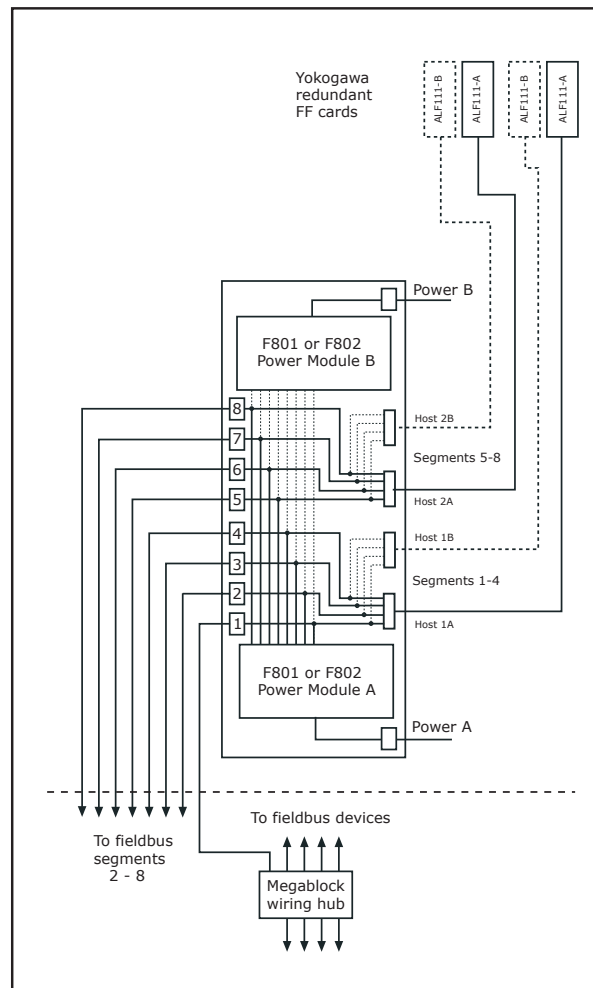 Yokogawa
redundant
FF cards
ALF111-B
ALF111-A
ALF111-B
ALF111-A
Power B
F801 or F802
Power Module B
8
7
6
5
4
3
2
1
Host 2B
Segments 5-8
Host 2A
Host 1B
Segments 1-4
Host 1A
F801 or F802
Power Module A
Power A
To fieldbus
segments
2 - 8
To fieldbus devices
Megablock
wiring hub